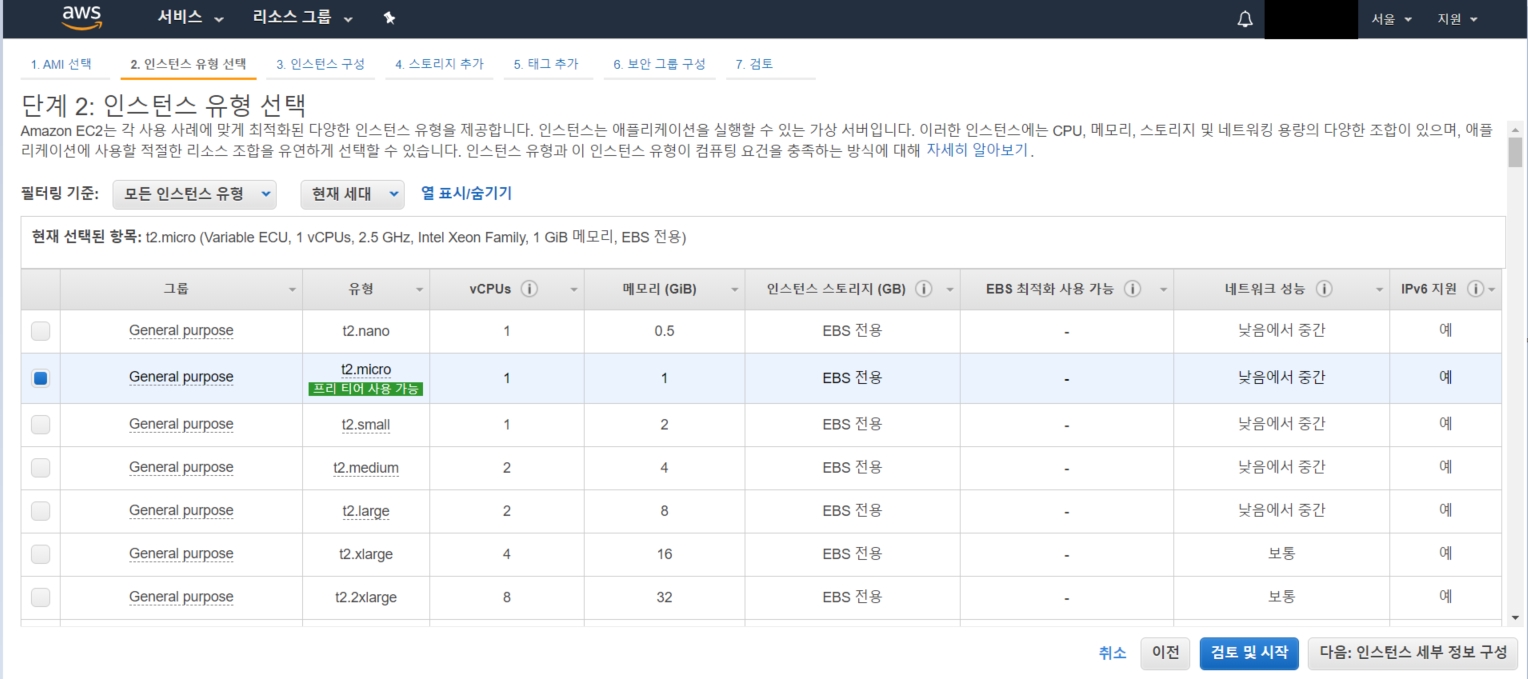 aws 서비스 리소스 그룹 서울 지원
1. AMI 선택 2. 인스턴스 유형 선택 3. 인스턴스 구성 4. 스토리지 추가 5. 태그 추가 6. 보안 그룹 구성 7. 검토
단계 2: 인스턴스 유형 선택
Amazon EC2는 각 사용 사례에 맞게 최적화된 다양한 인스턴스 유형을 제공합니다. 인스턴스는 애플리케이션을 실행할 수 있는 가상 서버입니다. 이러한 인스턴스에는 CPU, 메모리, 스토리지 및 네트워킹 용량의 다양한 조합이 있으며, 애플
리케이션에 사용할 적절한 리소스 조합을 유연하게 선택할 수 있습니다. 인스턴스 유형과 이 인스턴스 유형이 컴퓨팅 요건을 충족하는 방식에 대해 자세히 알아보기.
필터링 기준: 모든 인스턴스 유형 현재 세대 열 표시/숨기기
현재 선택된 항목: t2.micro (Variable ECU, 1 vCPUs, 2.5 GHz, Intel Xeon Family, 1 GiB 메모리, EBS 전용)
그룹 유형 vCPUs 메모리 (GiB) 인스턴스 스토리지 (GB) EBS 최적화 사용 가능 네트워크 성능 IPv6 지원
General purpose t2.nano 1 0.5 EBS 전용 - 낮음에서 중간 예
General purpose t2.micro 1 1 EBS 전용 - 낮음에서 중간 예
프리 티어 사용 가능
General purpose t2.small 1 2 EBS 전용 - 낮음에서 중간 예
General purpose t2.medium 2 4 EBS 전용 - 낮음에서 중간 예
General purpose t2.large 2 8 EBS 전용 - 낮음에서 중간 예
General purpose t2.xlarge 4 16 EBS 전용 - 보통 예
General purpose t2.2xlarge 8 32 EBS 전용 - 보통 예
취소 이전 검토 및 시작 다음: 인스턴스 세부 정보 구성